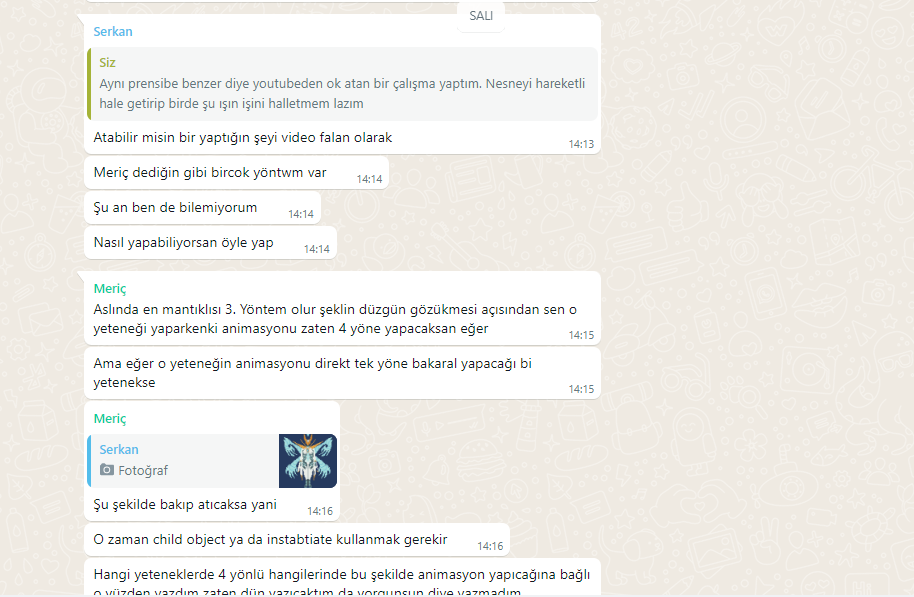 SALI
Serkan
Siz
Aynı prensibe benzer diye youtubeden ok atan bir çalışma yaptım. Nesneyi hareketli
hale getirip birde şu ışın işini halletmem lazım
Atabilir misin bir yaptığın şeyi video falan olarak
14:13
Meriç dediğin gibi bircok yöntwm var
14:14
Şu an ben de bilemiyorum
14:14
Nasıl yapabiliyorsan öyle yap
14:14
Meriç
Aslında en mantıklısı 3. Yöntem olur şeklin düzgün gözükmesi açısından sen o
yeteneği yaparkenki animasyonu zaten 4 yöne yapacaksan eğer
14:15
Ama eğer o yeteneğin animasyonu direkt tek yöne bakaral yapacağı bi
yetenekse
14:15
Meriç
Serkan
Fotoğraf
Şu şekilde bakıp atıcaksa yani
14:16
O zaman child object ya da instabtiate kullanmak gerekir
14:16
Hangi yeteneklerde 4 yönlü hangilerinde bu şekilde animasyon yapıcağına bağlı
o yüzden yazdım zaten dün yazıcaktım da yorgunsun diye yazmadım